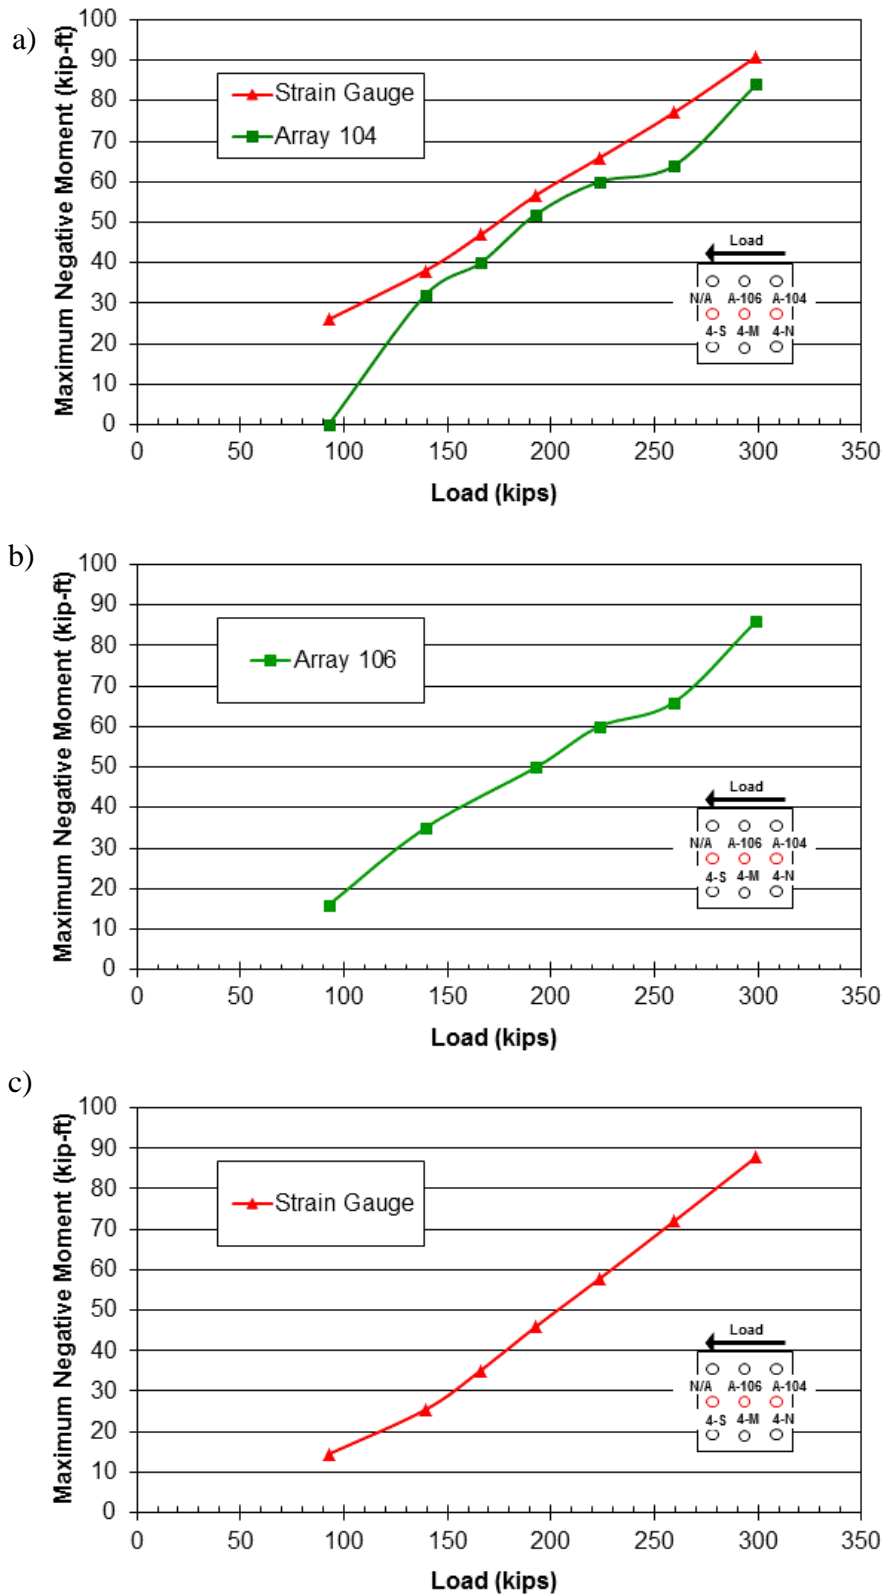 a)
Maximum Negative Moment (kip-ft)
100
90
80
70
60
50
40
30
20
10
0
Strain Gauge
Array 104
Load
N/A A-106 A-104
4-S 4-M 4-N
0 50 100 150 200 250 300 350
Load (kips)
b)
Maximum Negative Moment (kip-ft)
100
90
80
70
60
50
40
30
20
10
0
Array 106
Load
N/A A-106 A-104
4-S 4-M 4-N
0 50 100 150 200 250 300 350
Load (kips)
c)
Maximum Negative Moment (kip-ft)
100
90
80
70
60
50
40
30
20
10
0
Strain Gauge
Load
N/A A-106 A-104
4-S 4-M 4-N
0 50 100 150 200 250 300 350
Load (kips)